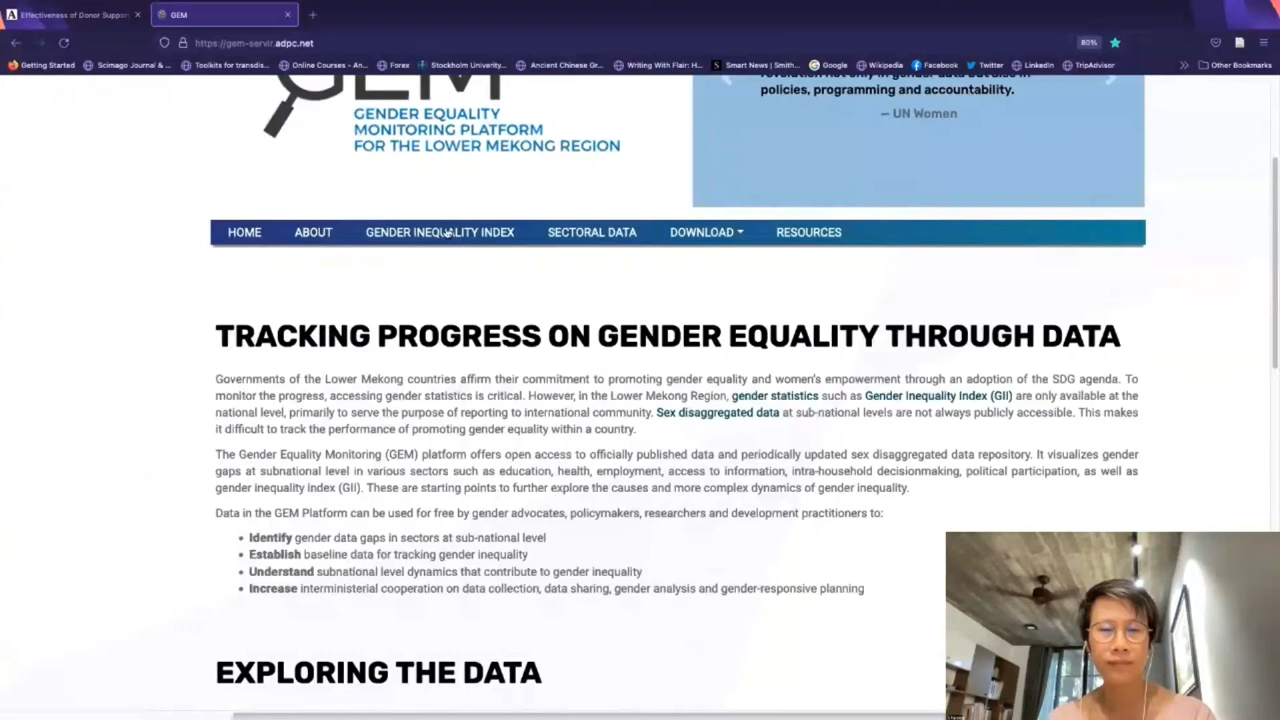 Effectiveness of Donor Suppor
GEM
https://gem-servir.adpc.net
80%
Getting Started
Scimago Journal & ...
Toolkits for transdis...
Online Courses - An...
Forex
Stockholm Univerity...
Ancient Chinese Gr...
Writing With Flair: H...
Smart News | Smith...
Google
Wikipedia
Facebook
Twitter
LinkedIn
TripAdvisor
Other Bookmarks
GEM
GENDER EQUALITY
MONITORING PLATFORM
FOR THE LOWER MEKONG REGION
policies, programming and accountability.
— UN Women
HOME
ABOUT
GENDER INEQUALITY INDEX
SECTORAL DATA
DOWNLOAD
RESOURCES
TRACKING PROGRESS ON GENDER EQUALITY THROUGH DATA
Governments of the Lower Mekong countries affirm their commitment to promoting gender equality and women's empowerment through an adoption of the SDG agenda. To
monitor the progress, accessing gender statistics is critical. However, in the Lower Mekong Region, gender statistics such as Gender Inequality Index (GII) are only available at the
national level, primarily to serve the purpose of reporting to international community. Sex disaggregated data at sub-national levels are not always publicly accessible. This makes
it difficult to track the performance of promoting gender equality within a country.
The Gender Equality Monitoring (GEM) platform offers open access to officially published data and periodically updated sex disaggregated data repository. It visualizes gender
gaps at subnational level in various sectors such as education, health, employment, access to information, intra-household decisionmaking, political participation, as well as
gender inequality index (GII). These are starting points to further explore the causes and more complex dynamics of gender inequality.
Data in the GEM Platform can be used for free by gender advocates, policymakers, researchers and development practitioners to:
• Identify gender data gaps in sectors at sub-national level
• Establish baseline data for tracking gender inequality
• Understand subnational level dynamics that contribute to gender inequality
• Increase interministerial cooperation on data collection, data sharing, gender analysis and gender-responsive planning
EXPLORING THE DATA